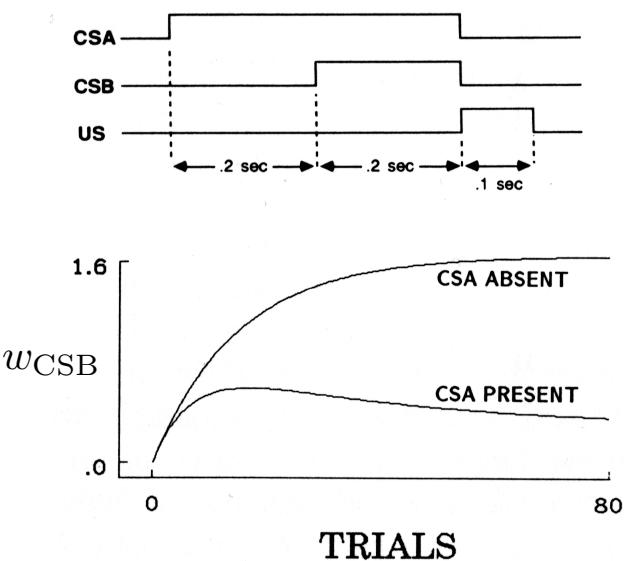 CSA
CSB
US
.2 sec
.2 sec
.1 sec
1.6
CSA ABSENT
wCSB
CSA PRESENT
.0
0
80
TRIALS